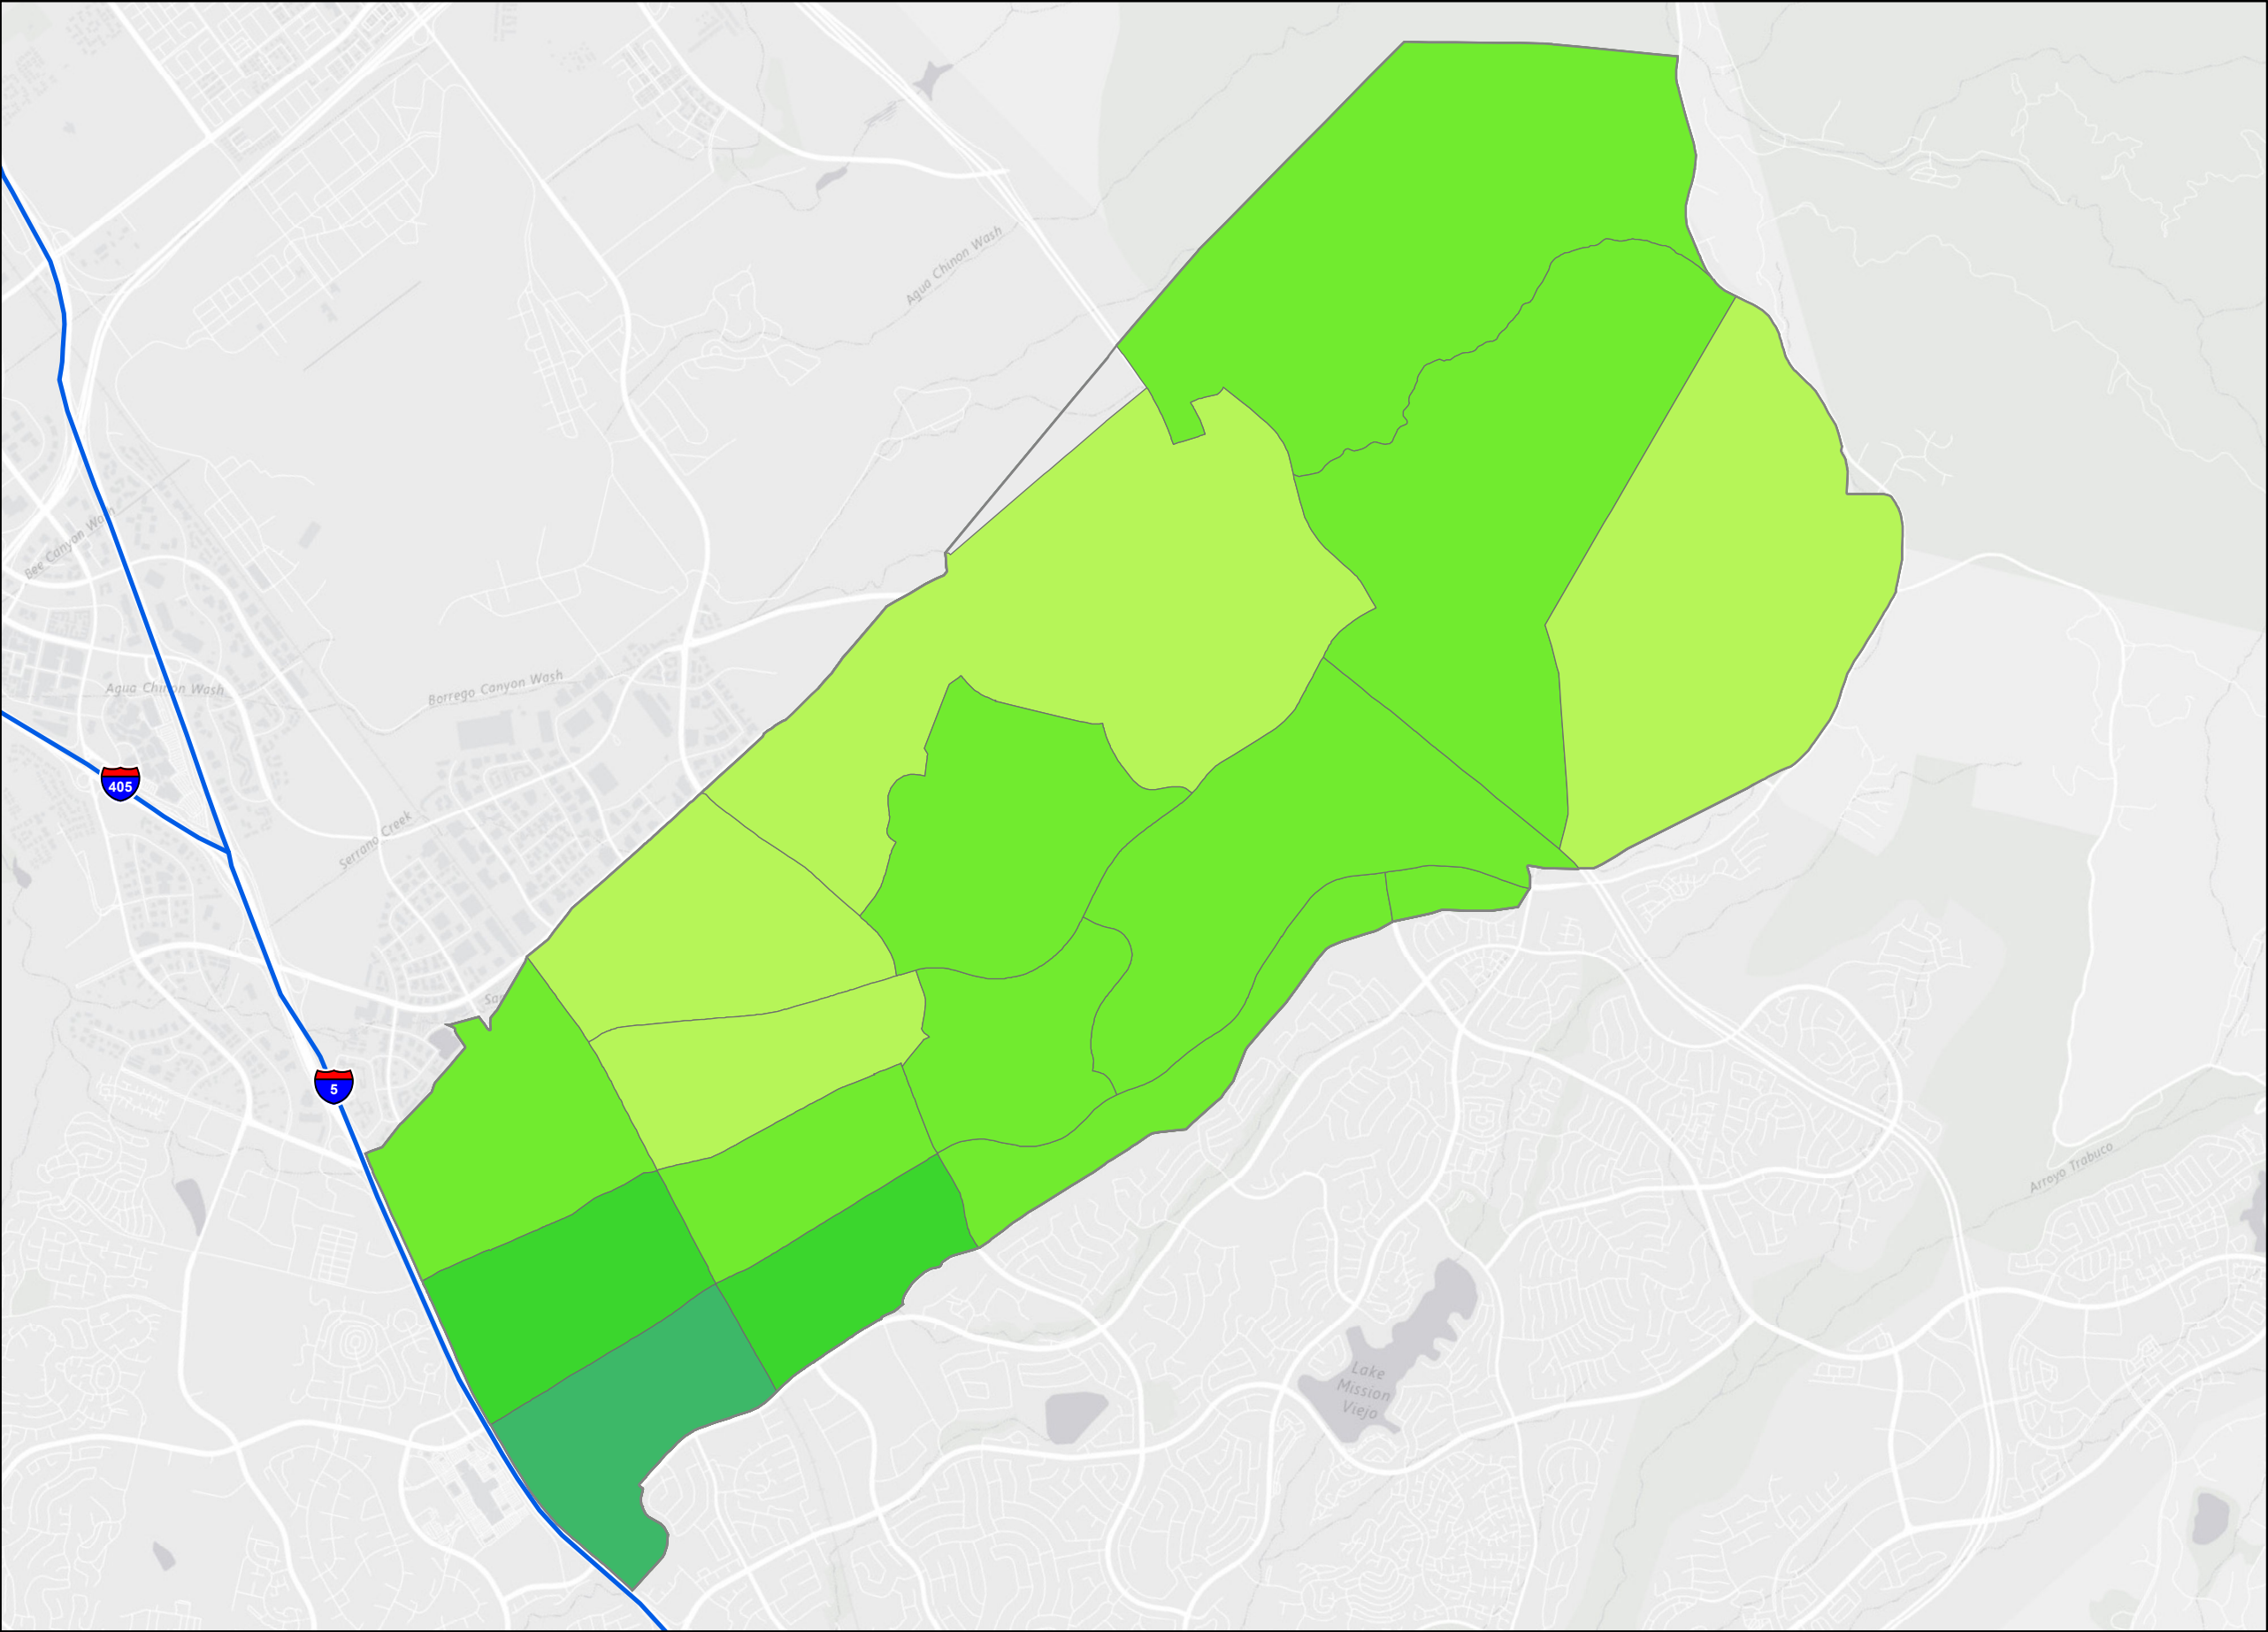 Agua Chinon Wash
Bee Canyon Wash
Agua Chinon Wash
Borrego Canyon Wash
405
Serrano Creek
5
Arroyo Trabuco
Lake
Mission
Viejo